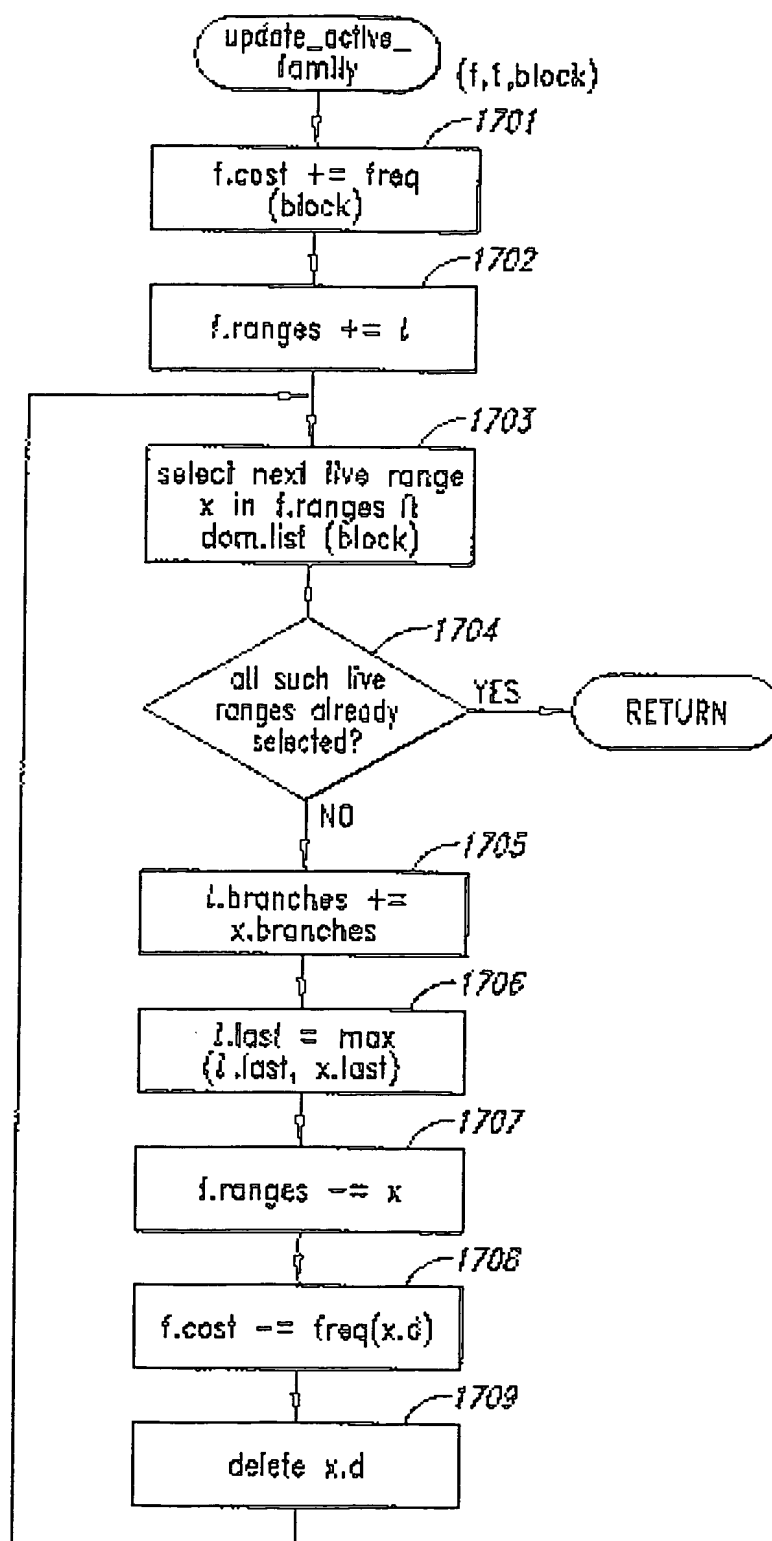 update_active_
family
(f,l,block)
1701
f.cost += freq
(block)
1702
f.ranges += l
1703
select next live range
x in f.ranges ∩
dom.list (block)
1704
all such live
ranges already
selected?
YES
RETURN
NO
1705
l.branches +=
x.branches
1706
l.last = max
(l.last, x.last)
1707
f.ranges -= x
1708
f.cost -= freq(x.d)
1709
delete x.d